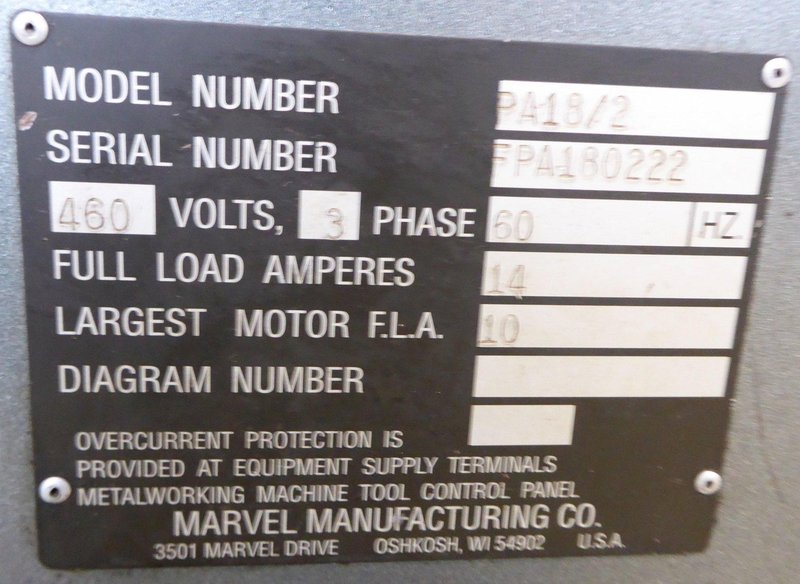 MODEL NUMBER PA18/2
SERIAL NUMBER FPA180222
460 VOLTS, 3 PHASE 60 HZ.
FULL LOAD AMPERES 14
LARGEST MOTOR F.L.A. 10
DIAGRAM NUMBER
OVERCURRENT PROTECTION IS
PROVIDED AT EQUIPMENT SUPPLY TERMINALS
METALWORKING MACHINE TOOL CONTROL PANEL
MARVEL MANUFACTURING CO.
3501 MARVEL DRIVE OSHKOSH, WI 54902 U.S.A.